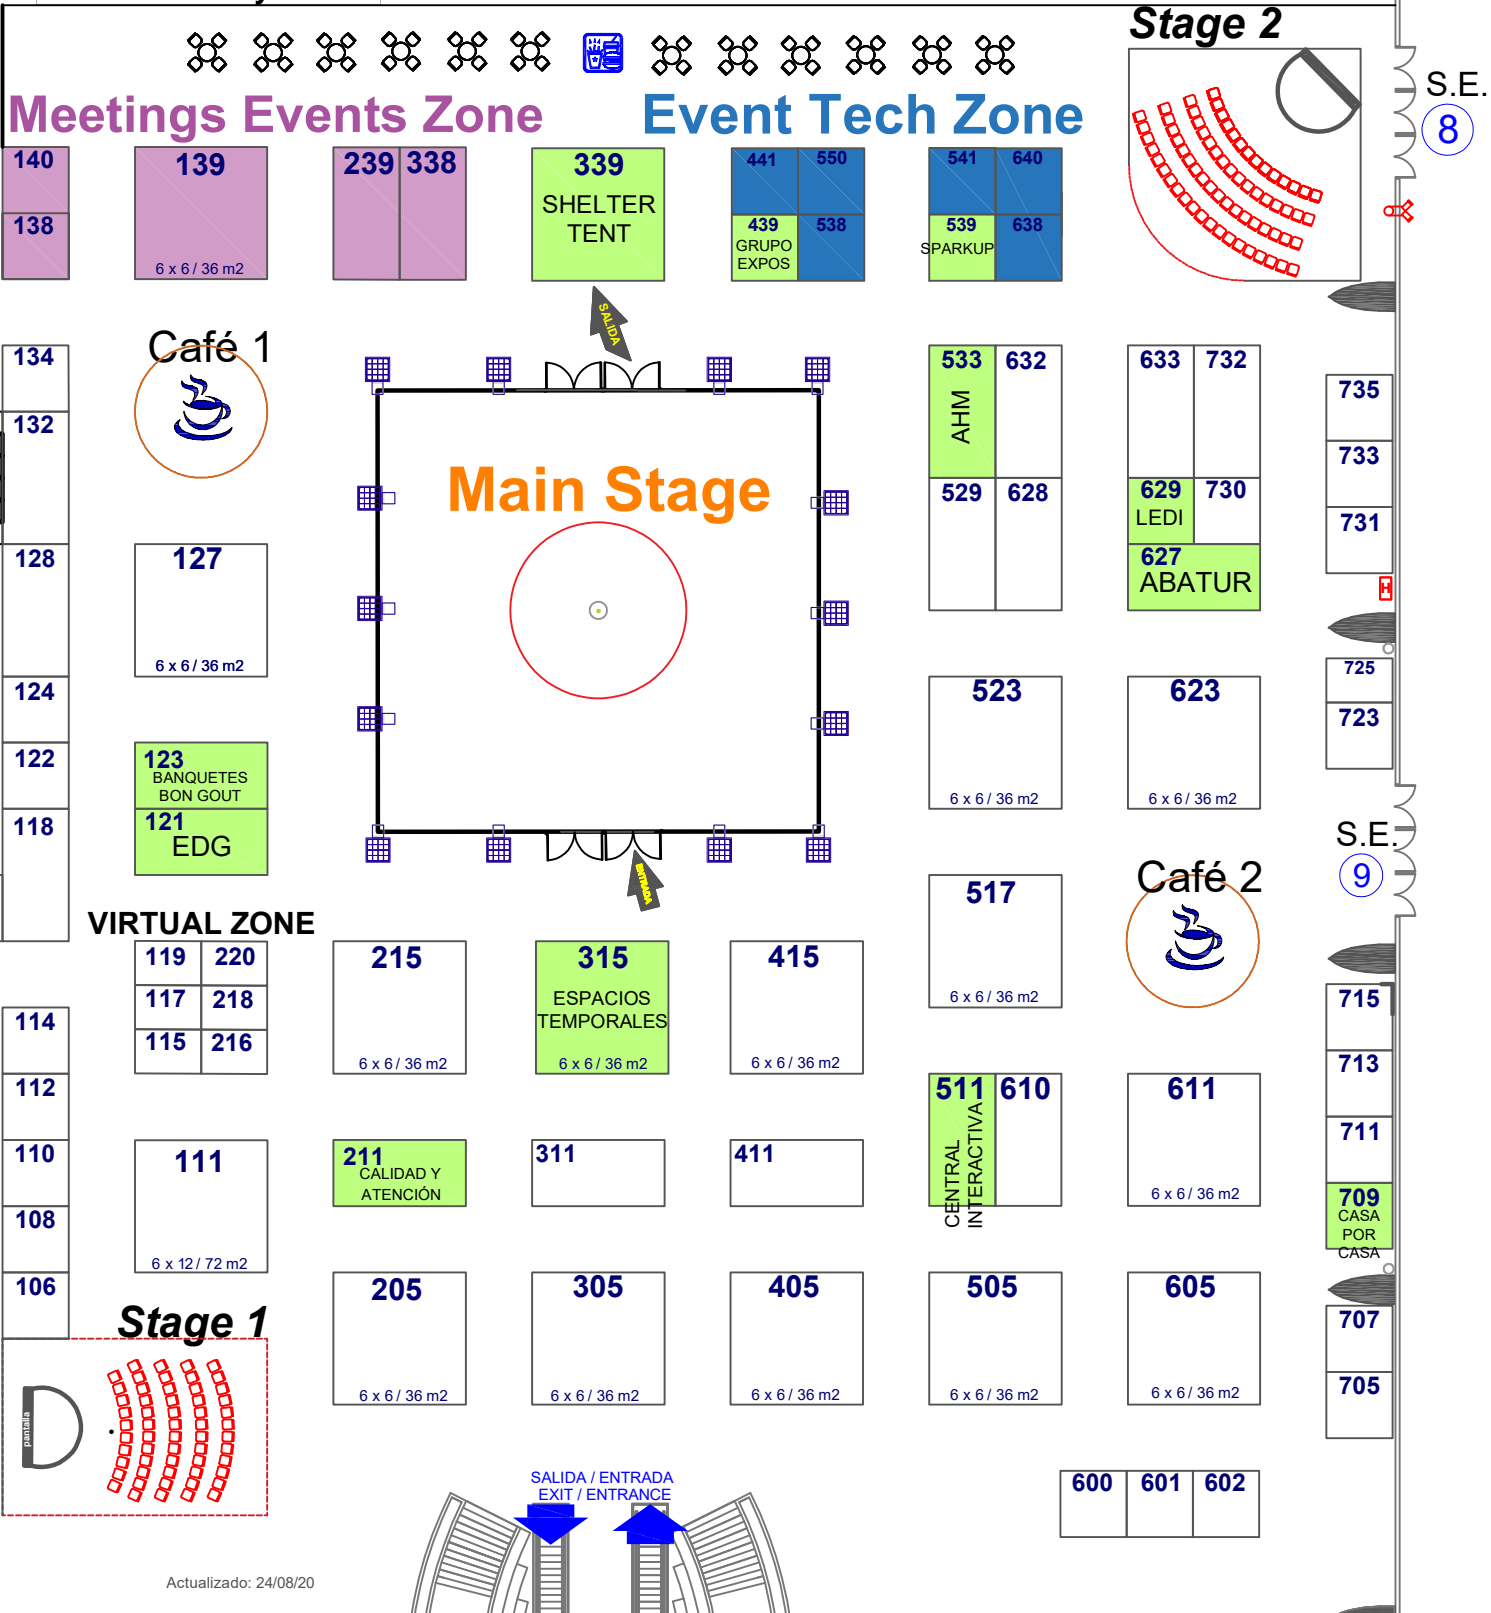 Stage 2
S.E.
8
Meetings Events Zone
Event Tech Zone
140
139
239
338
339
441
550
541
640
SHELTER
TENT
138
439
538
539
638
GRUPO
EXPOS
SPARKUP
6 x 6 / 36 m2
SALIDA
Café 1
134
533
632
633
732
735
AHM
132
733
Main Stage
529
628
629
730
LEDI
731
128
127
627
ABATUR
6 x 6 / 36 m2
725
124
523
623
723
122
123
BANQUETES
BON GOUT
6 x 6 / 36 m2
6 x 6 / 36 m2
118
121
EDG
S.E.
9
ENTRADA
Café 2
517
VIRTUAL ZONE
119
220
215
315
415
117
218
ESPACIOS
TEMPORALES
6 x 6 / 36 m2
715
114
115
216
6 x 6 / 36 m2
6 x 6 / 36 m2
6 x 6 / 36 m2
713
112
511
610
611
CENTRAL
INTERACTIVA
711
110
111
211
CALIDAD Y
ATENCIÓN
311
411
6 x 6 / 36 m2
709
CASA
POR
CASA
108
6 x 12 / 72 m2
106
205
305
405
505
605
707
Stage 1
6 x 6 / 36 m2
6 x 6 / 36 m2
6 x 6 / 36 m2
6 x 6 / 36 m2
6 x 6 / 36 m2
705
pantalla
SALIDA / ENTRADA
EXIT / ENTRANCE
600
601
602
Actualizado: 24/08/20